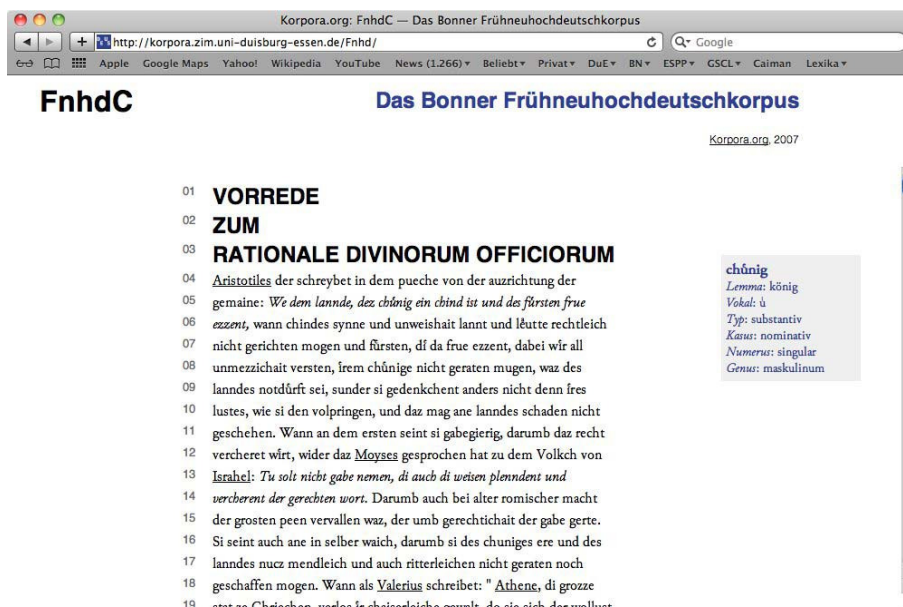 Korpora.org: FnhdC — Das Bonner Frühneuhochdeutschkorpus
http://korpora.zim.uni-duisburg-essen.de/Fnhd/
Google
Apple Google Maps Yahoo! Wikipedia YouTube News (1.266) Beliebt Privat DuE BN ESPP GSCL Caiman Lexika
FnhdC
Das Bonner Frühneuhochdeutschkorpus
Korpora.org, 2007
01 VORREDE
02 ZUM
03 RATIONALE DIVINORUM OFFICIORUM
04 Aristotiles der schreybet in dem pueche von der auzrichtung der
05 gemaine: We dem lannde, dez chůnig ein chind ist und des fürsten frue
06 ezzent, wann chindes synne und unweishait lannt und lėutte rechtleich
07 nicht gerichten mogen und fürsten, dí da frue ezzent, dabei wír all
08 unmezzichait versten, írem chůnige nicht geraten mugen, waz des
09 lanndes notdůrft sei, sunder si gedenkchent anders nicht denn íres
10 lustes, wie si den volpringen, und daz mag ane lanndes schaden nicht
11 geschehen. Wann an dem ersten seint si gabegierig, darumb daz recht
12 vercheret wírt, wider daz Moyses gesprochen hat zu dem Volkch von
13 Israhel: Tu solt nicht gabe nemen, di auch di weisen plenndent und
14 vercherent der gerechten wort. Darumb auch bei alter romischer macht
15 der grosten peen vervallen waz, der umb gerechtichait der gabe gerte.
16 Si seint auch ane in selber waich, darumb si des chuniges ere und des
17 lanndes nucz mendleich und auch ritterleichen nicht geraten noch
18 geschaffen mogen. Wann als Valerius schreibet: " Athene, di grozze
19
chůnig
Lemma: könig
Vokal: ů
Typ: substantiv
Kasus: nominativ
Numerus: singular
Genus: maskulinum